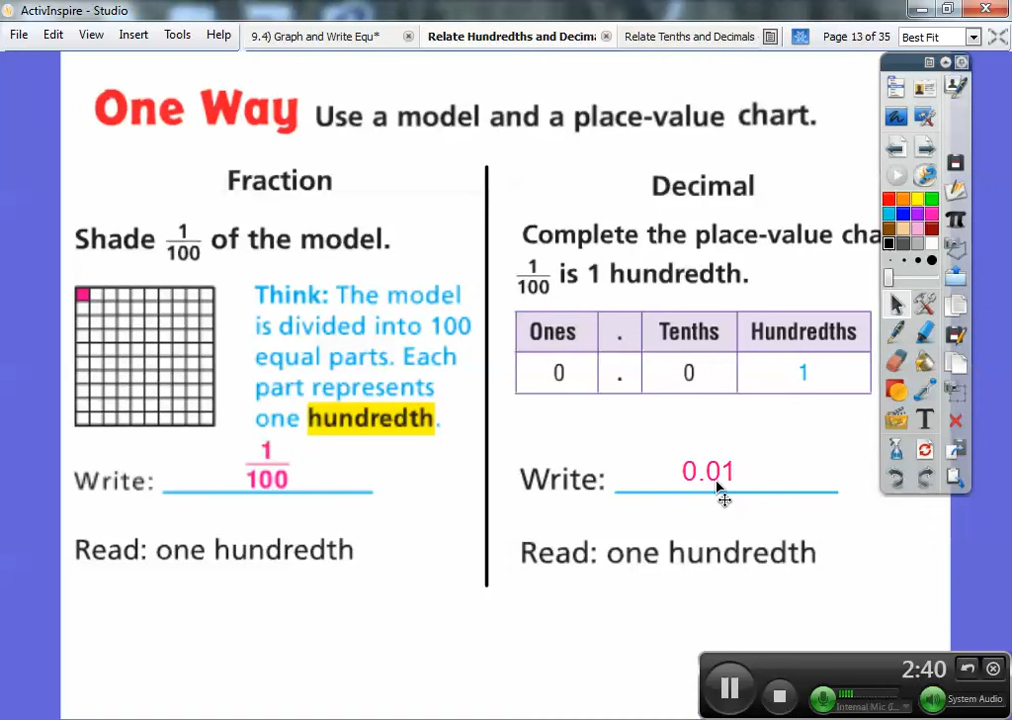 ActivInspire - Studio
File Edit View Insert Tools Help 9.4) Graph and Write Equ* Relate Hundredths and Decima: Relate Tenths and Decimals Page 13 of 35 Best Fit
One Way Use a model and a place-value chart.
Fraction
Shade 1/100 of the model.
Think: The model
is divided into 100
equal parts. Each
part represents
one hundredth.
Write: 1/100
Read: one hundredth
Decimal
Complete the place-value cha
1/100 is 1 hundredth.
Ones . Tenths Hundredths
0 . 0 1
Write: 0.01
Read: one hundredth
2:40
Internal Mic (I... System Audio